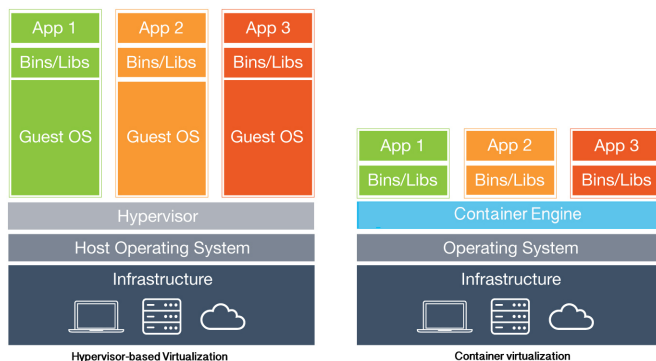 App 1
App 2
App 3
Bins/Libs
Bins/Libs
Bins/Libs
Guest OS
Guest OS
Guest OS
Hypervisor
Host Operating System
Infrastructure
Hypervisor-based Virtualization
App 1
App 2
App 3
Bins/Libs
Bins/Libs
Bins/Libs
Container Engine
Operating System
Infrastructure
Container virtualization